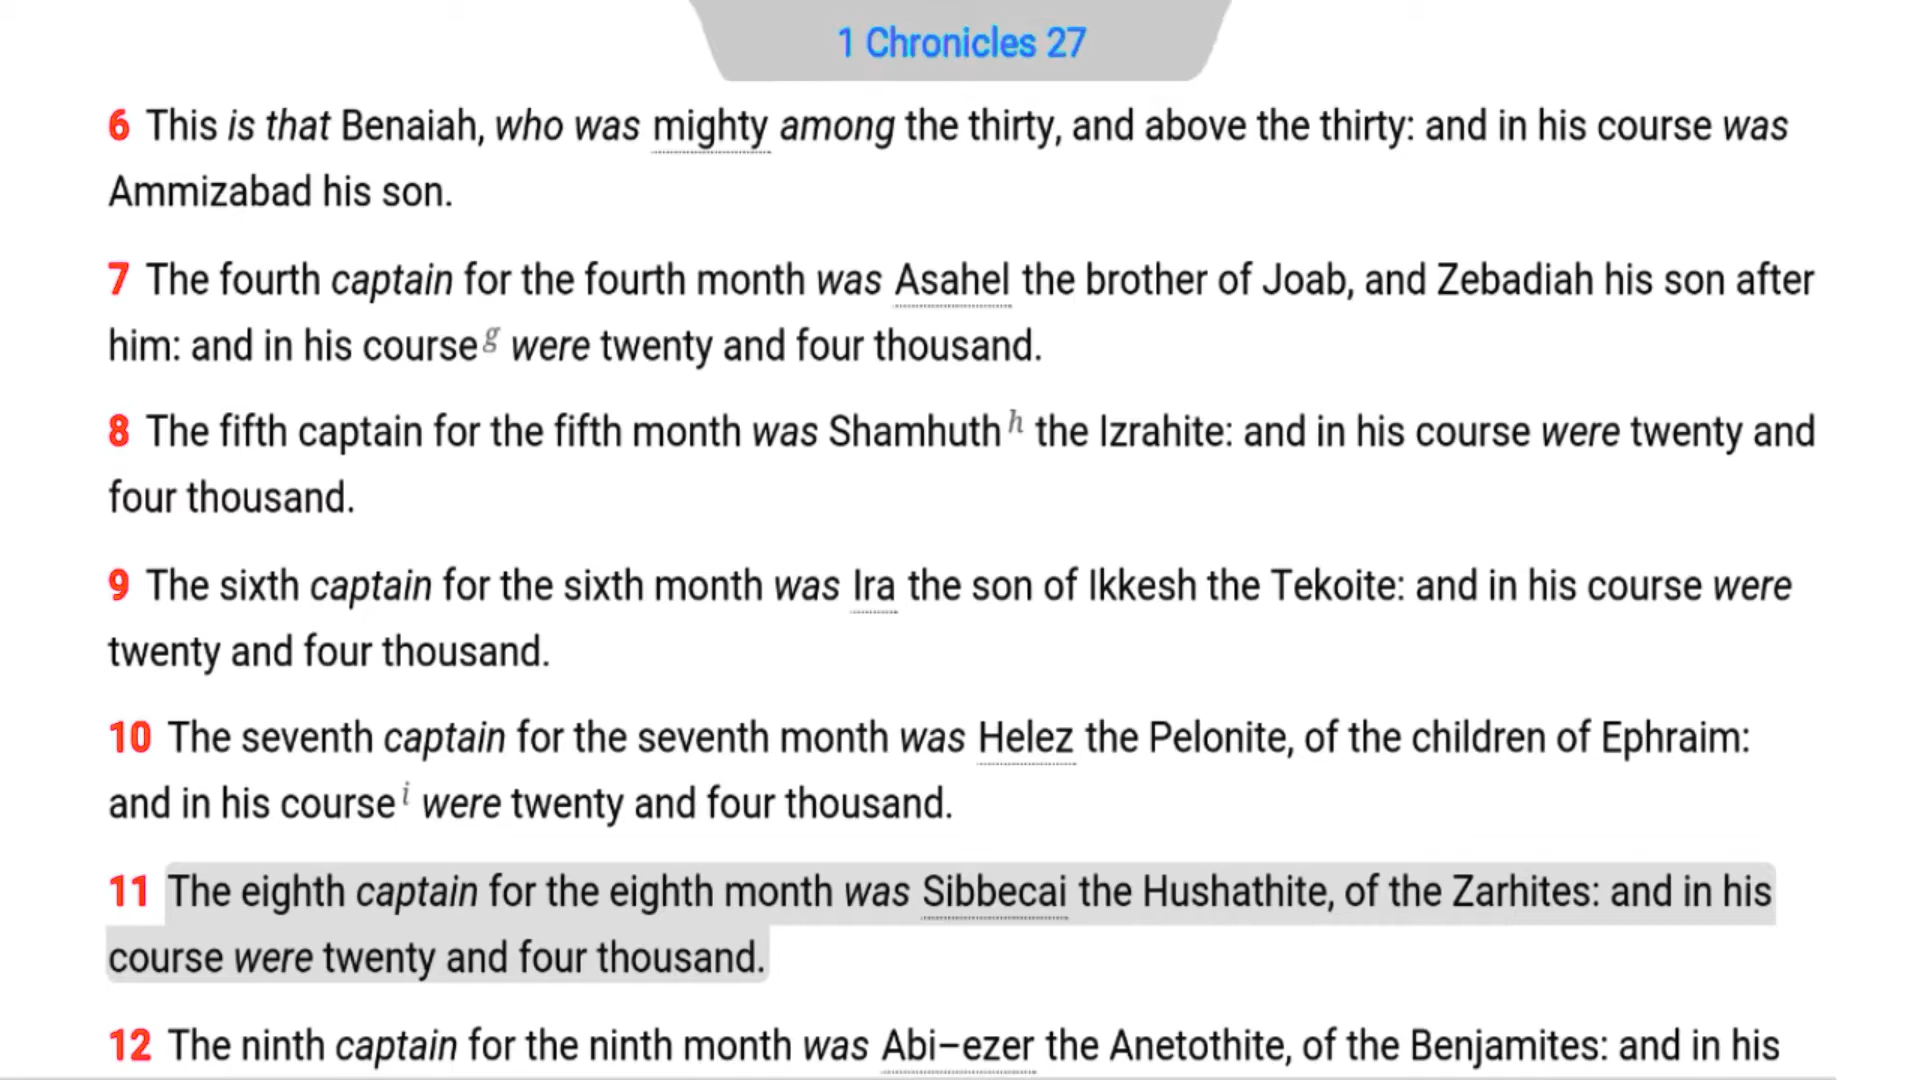 1 Chronicles 27
6 This is that Benaiah, who was mighty among the thirty, and above the thirty: and in his course was
Ammizabad his son.
7 The fourth captain for the fourth month was Asahel the brother of Joab, and Zebadiah his son after
him: and in his course g were twenty and four thousand.
8 The fifth captain for the fifth month was Shamhuth h the Izrahite: and in his course were twenty and
four thousand.
9 The sixth captain for the sixth month was Ira the son of Ikkesh the Tekoite: and in his course were
twenty and four thousand.
10 The seventh captain for the seventh month was Helez the Pelonite, of the children of Ephraim:
and in his course i were twenty and four thousand.
11 The eighth captain for the eighth month was Sibbecai the Hushathite, of the Zarhites: and in his
course were twenty and four thousand.
12 The ninth captain for the ninth month was Abi–ezer the Anetothite, of the Benjamites: and in his